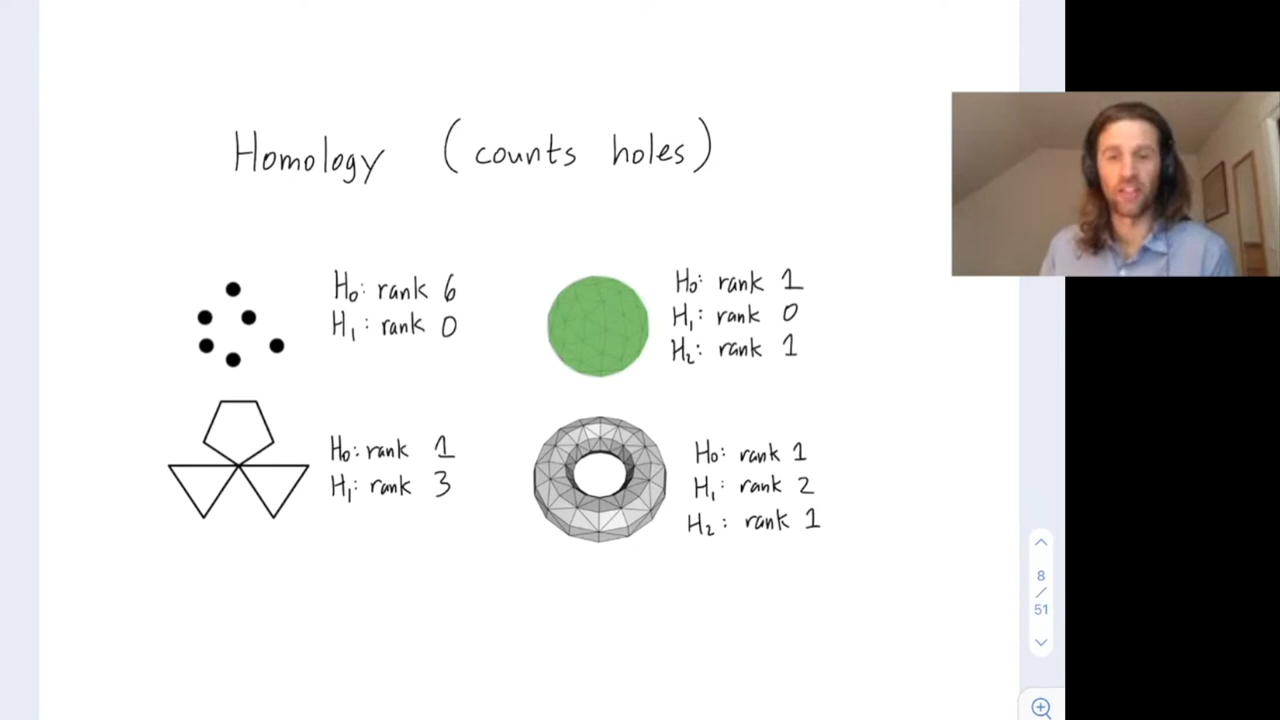 Homology (counts holes)
H₀: rank 6
H₁: rank 0
H₀: rank 1
H₁: rank 0
H₂: rank 1
H₀: rank 1
H₁: rank 3
H₀: rank 1
H₁: rank 2
H₂: rank 1
8
/
51